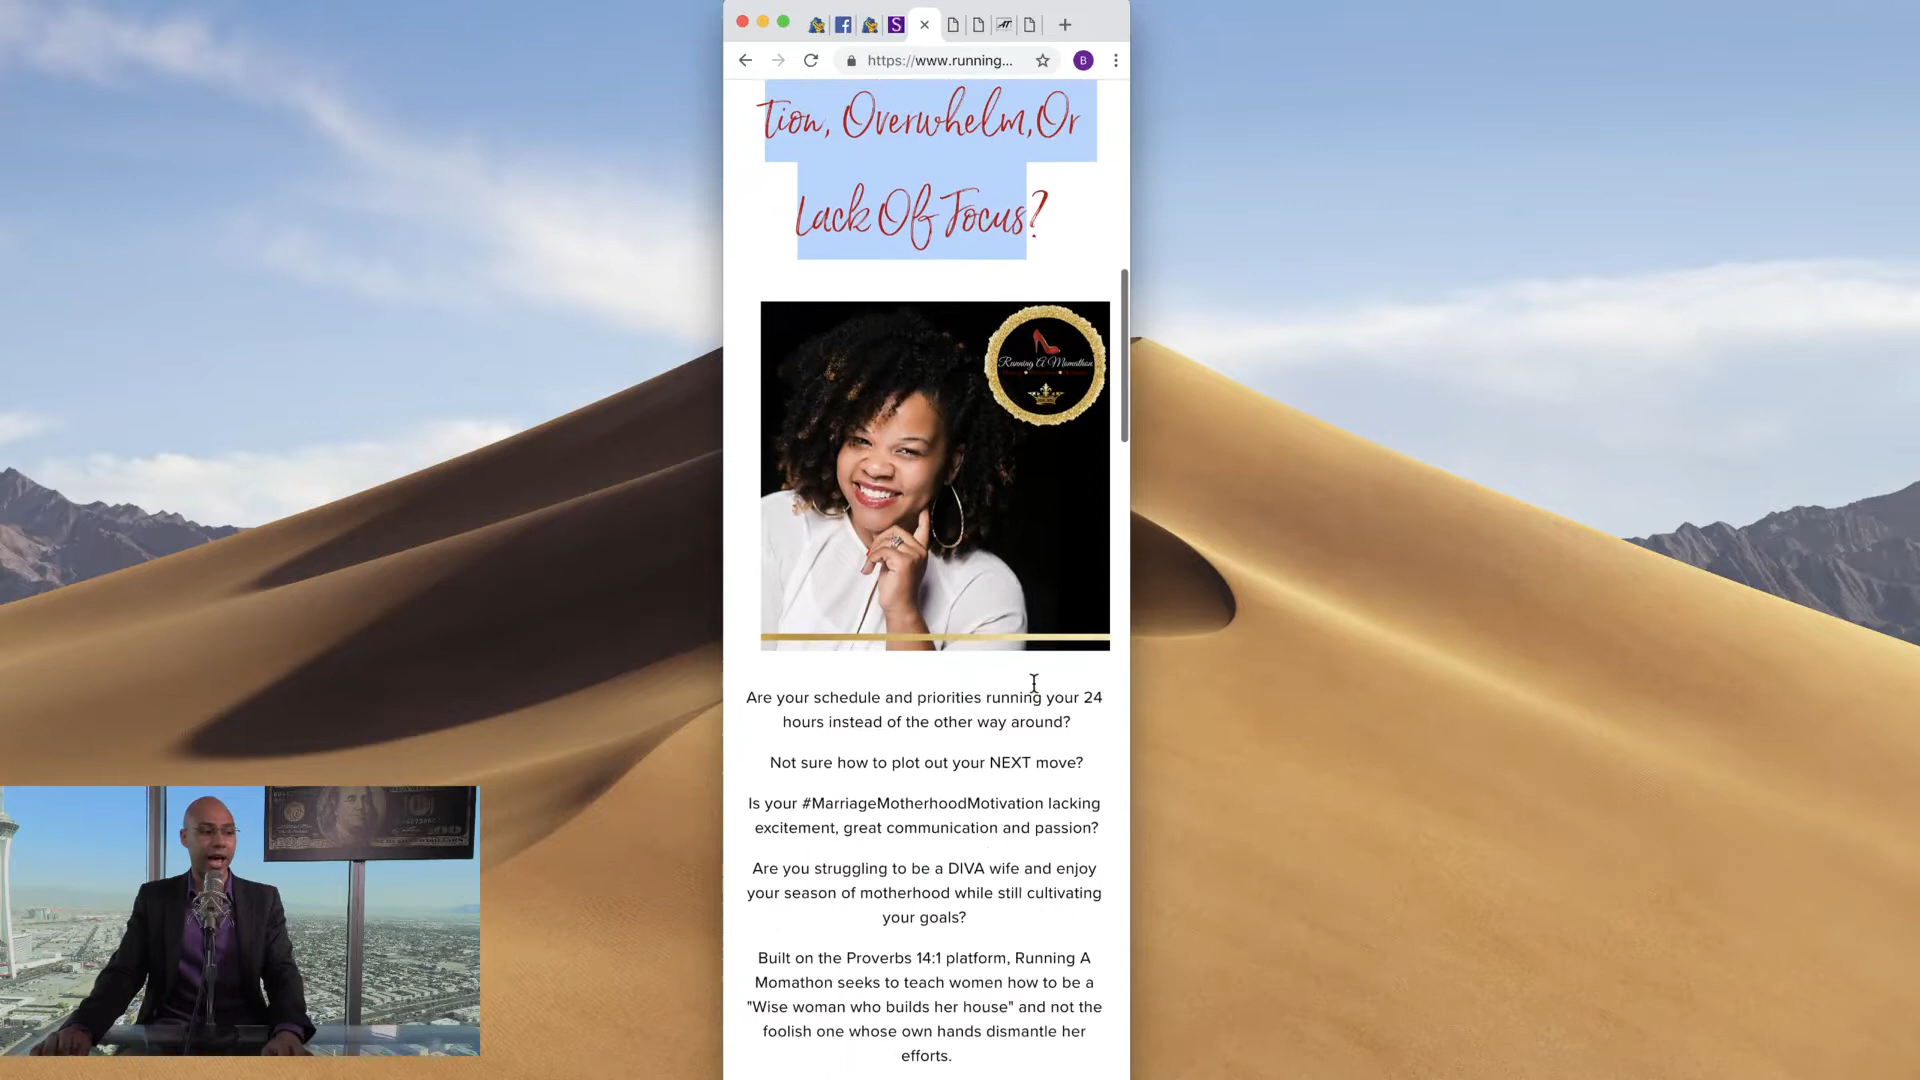 https://www.running...
B
tion, Overwhelm, Or
Lack Of Focus?
Running A Momathon
Are your schedule and priorities running your 24
hours instead of the other way around?
Not sure how to plot out your NEXT move?
Is your #MarriageMotherhoodMotivation lacking
excitement, great communication and passion?
Are you struggling to be a DIVA wife and enjoy
your season of motherhood while still cultivating
your goals?
Built on the Proverbs 14:1 platform, Running A
Momathon seeks to teach women how to be a
"Wise woman who builds her house" and not the
foolish one whose own hands dismantle her
efforts.